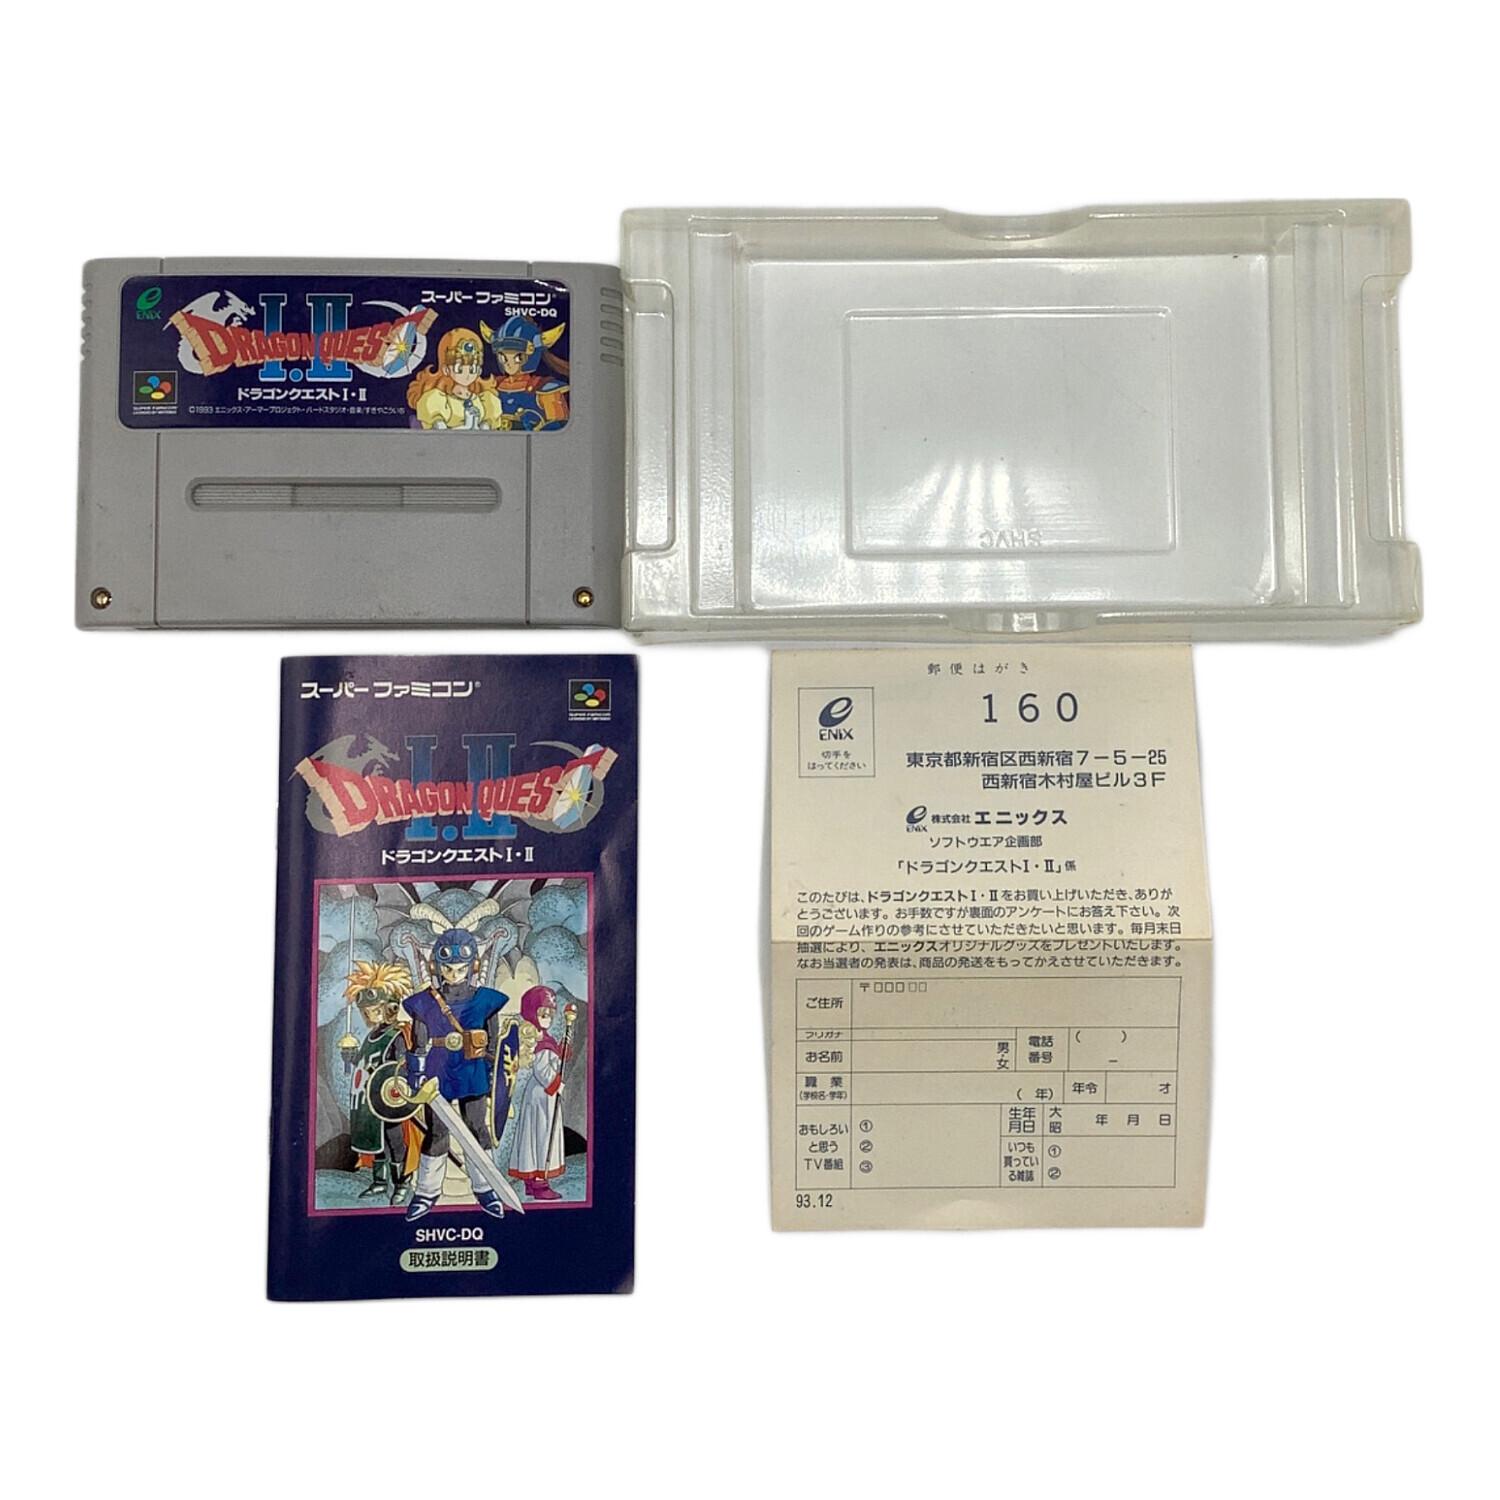 ENIX
I.II
DRAGON QUEST
ドラゴンクエストI・II
スーパーファミコン®
SHVC-DQ
SUPER FAMICOM
LICENSED BY NINTENDO
©1993 エニックス・アーマープロジェクト・バードスタジオ・音楽/すぎやこういち
SHVC
スーパーファミコン®
SUPER FAMICOM
LICENSED BY NINTENDO
I.II
DRAGON QUEST
ドラゴンクエストI・II
SHVC-DQ
取扱説明書
郵便はがき
ENIX
切手を
はってください
160
東京都新宿区西新宿7-5-25
西新宿木村屋ビル3F
ENIX 株式会社エニックス
ソフトウエア企画部
「ドラゴンクエストI・II」係
このたびは、ドラゴンクエストI・IIをお買い上げいただき、ありが
とうございます。お手数ですが裏面のアンケートにお答え下さい。次
回のゲーム作りの参考にさせていただきたいと思います。毎月末日
抽選により、エニックスオリジナルグッズをプレゼントいたします。
なお当選者の発表は、商品の発送をもってかえさせていただきます。
ご住所 〒□□□□□
フリガナ
お名前 男・女 電話番号 ( ) −
職業 (学校名・学年) ( 年) 年令 才
おもしろいと思うTV番組 ① ② ③
生年月日 大 昭 年 月 日
いつも買っている雑誌 ① ②
93.12